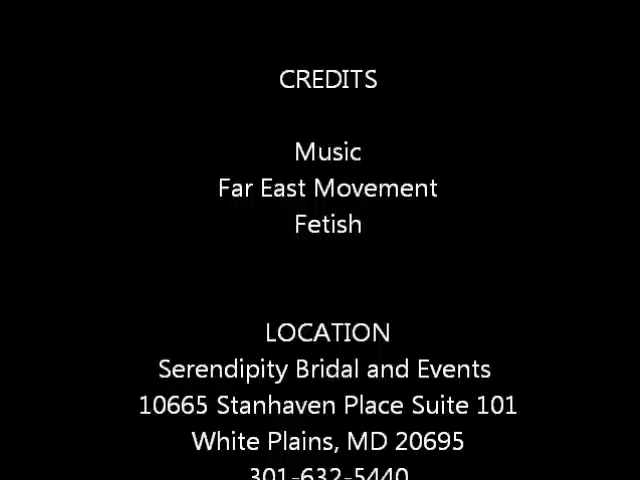 CREDITS
Music
Far East Movement
Fetish
LOCATION
Serendipity Bridal and Events
10665 Stanhaven Place Suite 101
White Plains, MD 20695
301-632-5440